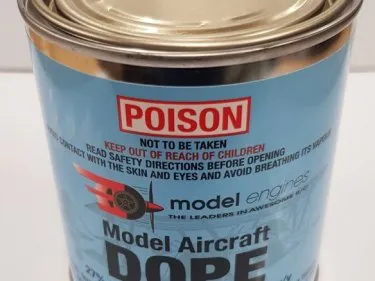 POISON
NOT TO BE TAKEN
KEEP OUT OF REACH OF CHILDREN
READ SAFETY DIRECTIONS BEFORE OPENING
CONTACT WITH THE SKIN AND EYES AND AVOID BREATHING ITS VAPOUR
model engines
THE LEADERS IN AWESOME R/C
Model Aircraft
DOPE
27%